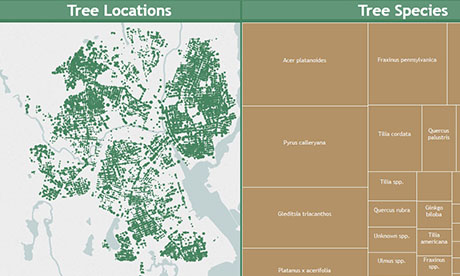 Tree Locations
Tree Species
Acer platanoides
Fraxinus pennsylvanica
Pyrus calleryana
Tilia cordata
Quercus
palustris
Tilia spp.
Gleditsia triacanthos
Quercus rubra
Ginkgo
biloba
Unknown spp.
Tilia
americana
Ulmus spp.
Fraxinus
spp.
Platanus x acerifolia